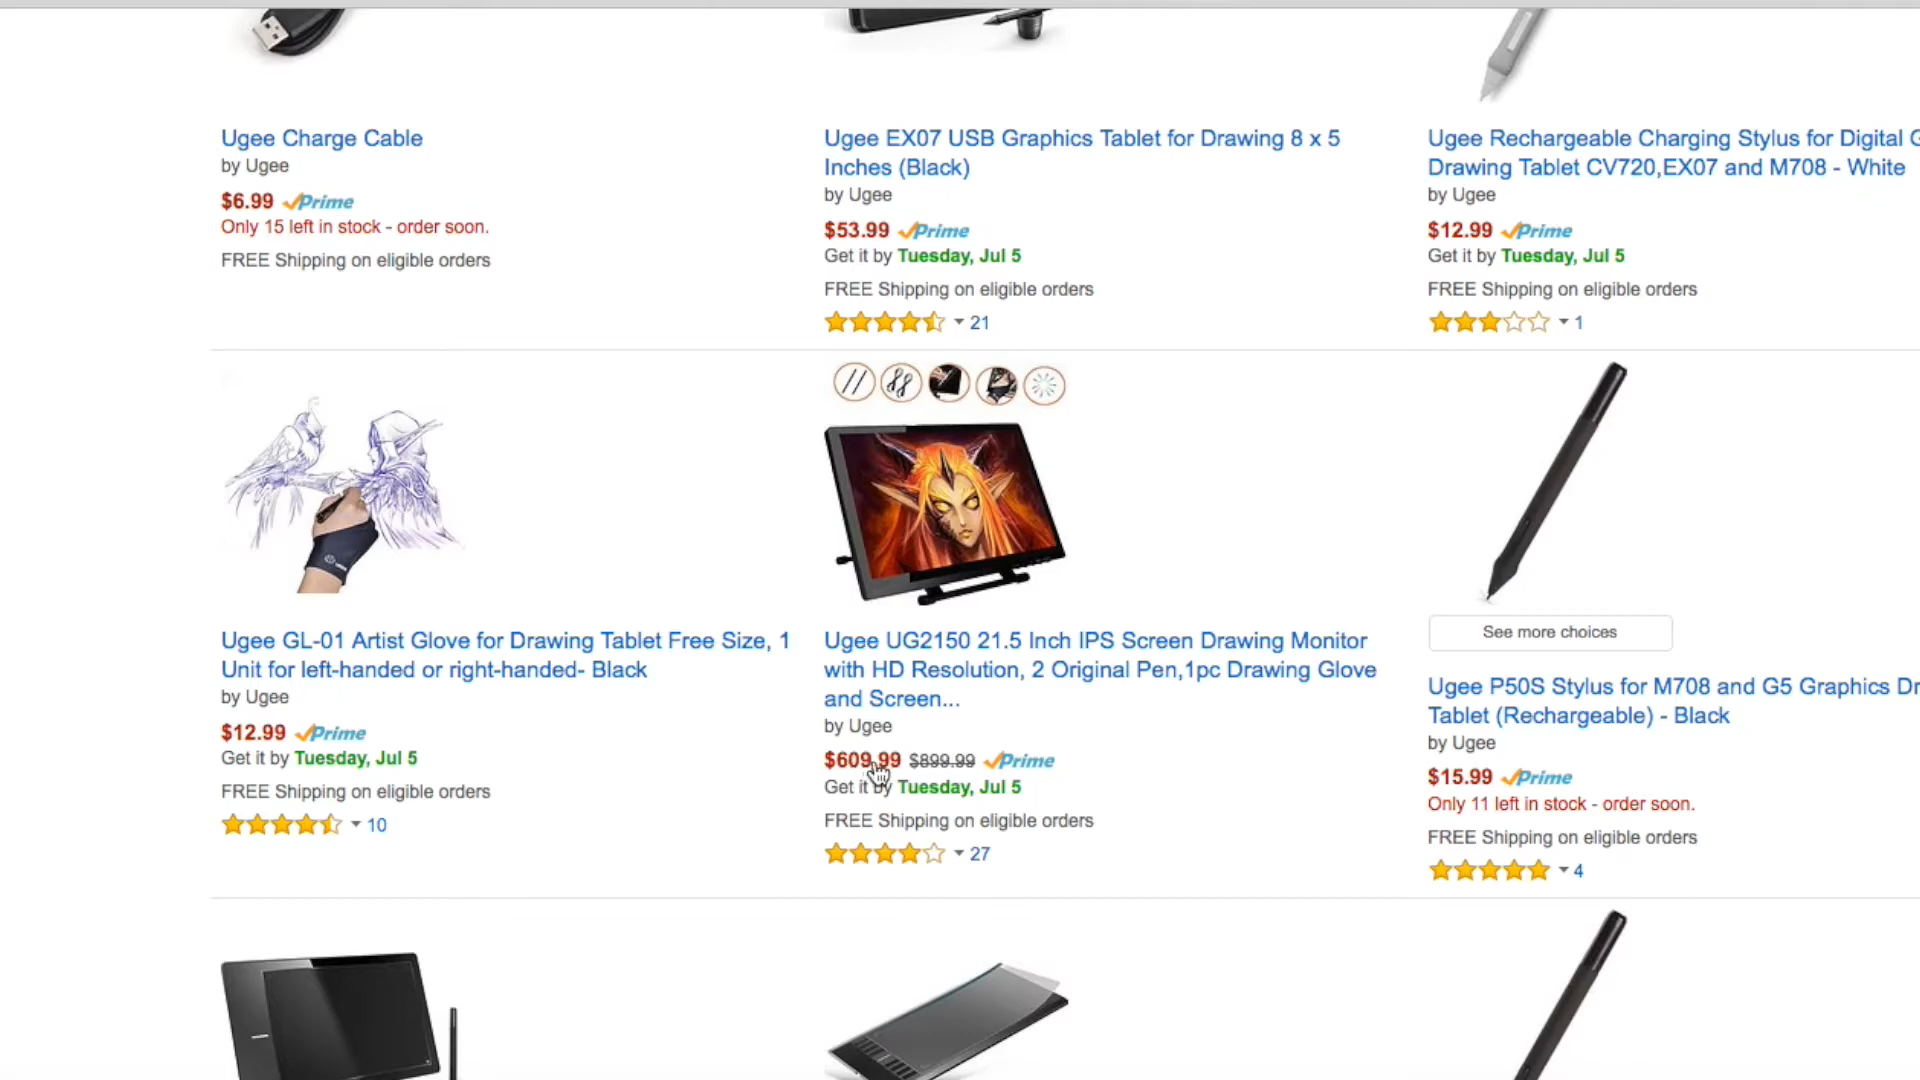 Ugee Charge Cable
by Ugee
$6.99 Prime
Only 15 left in stock - order soon.
FREE Shipping on eligible orders
Ugee EX07 USB Graphics Tablet for Drawing 8 x 5
Inches (Black)
by Ugee
$53.99 Prime
Get it by Tuesday, Jul 5
FREE Shipping on eligible orders
21
Ugee Rechargeable Charging Stylus for Digital
Drawing Tablet CV720,EX07 and M708 - White
by Ugee
$12.99 Prime
Get it by Tuesday, Jul 5
FREE Shipping on eligible orders
1
Ugee GL-01 Artist Glove for Drawing Tablet Free Size, 1
Unit for left-handed or right-handed- Black
by Ugee
$12.99 Prime
Get it by Tuesday, Jul 5
FREE Shipping on eligible orders
10
Ugee UG2150 21.5 Inch IPS Screen Drawing Monitor
with HD Resolution, 2 Original Pen,1pc Drawing Glove
and Screen...
by Ugee
$609.99 $899.99 Prime
Get it by Tuesday, Jul 5
FREE Shipping on eligible orders
27
See more choices
Ugee P50S Stylus for M708 and G5 Graphics
Tablet (Rechargeable) - Black
by Ugee
$15.99 Prime
Only 11 left in stock - order soon.
FREE Shipping on eligible orders
4